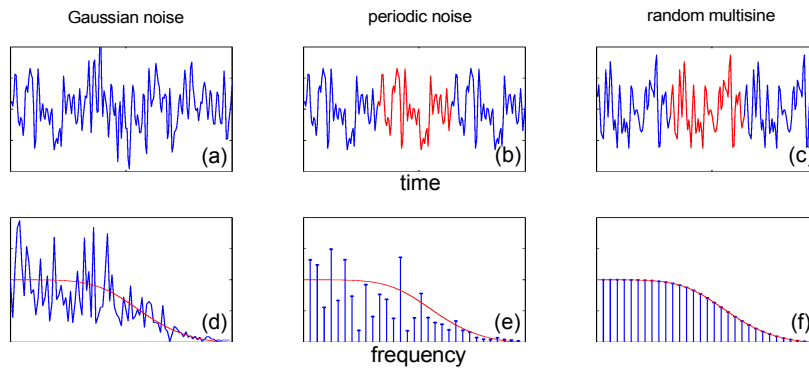 Gaussian noise
periodic noise
random multisine
(a)
(b)
(c)
time
(d)
(e)
(f)
frequency